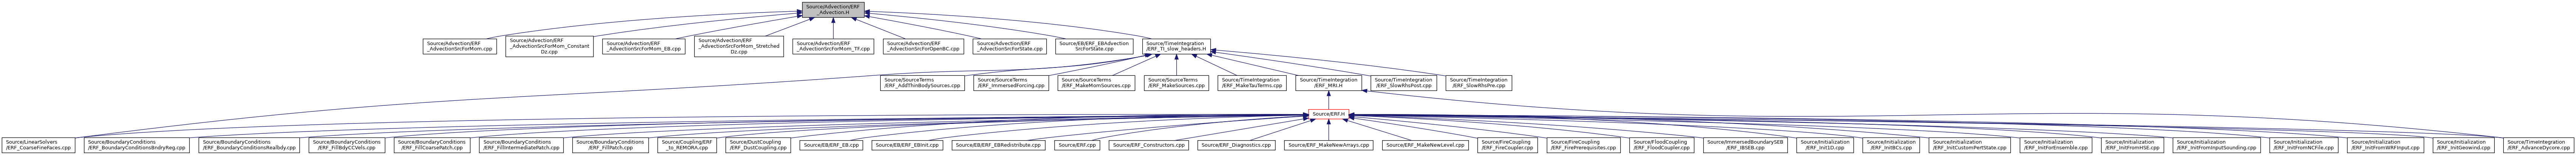 Source/Advection/ERF
_Advection.H
Source/Advection/ERF
_AdvectionSrcForMom.cpp
Source/Advection/ERF
_AdvectionSrcForMom_Constant
Dz.cpp
Source/Advection/ERF
_AdvectionSrcForMom_EB.cpp
Source/Advection/ERF
_AdvectionSrcForMom_Stretched
Dz.cpp
Source/Advection/ERF
_AdvectionSrcForMom_TF.cpp
Source/Advection/ERF
_AdvectionSrcForOpenBC.cpp
Source/Advection/ERF
_AdvectionSrcForState.cpp
Source/EB/ERF_EBAdvection
SrcForState.cpp
Source/TimeIntegration
/ERF_TI_slow_headers.H
Source/SourceTerms
/ERF_AddThinBodySources.cpp
Source/SourceTerms
/ERF_ImmersedForcing.cpp
Source/SourceTerms
/ERF_MakeMomSources.cpp
Source/SourceTerms
/ERF_MakeSources.cpp
Source/TimeIntegration
/ERF_MakeTauTerms.cpp
Source/TimeIntegration
/ERF_MRI.H
Source/TimeIntegration
/ERF_SlowRhsPost.cpp
Source/TimeIntegration
/ERF_SlowRhsPre.cpp
Source/ERF.H
Source/LinearSolvers
/ERF_CoarseFineFaces.cpp
Source/BoundaryConditions
/ERF_BoundaryConditionsBndryReg.cpp
Source/BoundaryConditions
/ERF_BoundaryConditionsRealbdy.cpp
Source/BoundaryConditions
/ERF_FillBdyCCVels.cpp
Source/BoundaryConditions
/ERF_FillCoarsePatch.cpp
Source/BoundaryConditions
/ERF_FillIntermediatePatch.cpp
Source/BoundaryConditions
/ERF_FillPatch.cpp
Source/Coupling/ERF
_to_REMORA.cpp
Source/DustCoupling
/ERF_DustCoupling.cpp
Source/EB/ERF_EB.cpp
Source/EB/ERF_EBInit.cpp
Source/EB/ERF_EBRedistribute.cpp
Source/ERF.cpp
Source/ERF_Constructors.cpp
Source/ERF_Diagnostics.cpp
Source/ERF_MakeNewArrays.cpp
Source/ERF_MakeNewLevel.cpp
Source/FireCoupling
/ERF_FireCoupler.cpp
Source/FireCoupling
/ERF_FirePrerequisites.cpp
Source/FloodCoupling
/ERF_FloodCoupler.cpp
Source/ImmersedBoundarySEB
/ERF_IBSEB.cpp
Source/Initialization
/ERF_Init1D.cpp
Source/Initialization
/ERF_InitBCs.cpp
Source/Initialization
/ERF_InitCustomPertState.cpp
Source/Initialization
/ERF_InitForEnsemble.cpp
Source/Initialization
/ERF_InitFromHSE.cpp
Source/Initialization
/ERF_InitFromInputSounding.cpp
Source/Initialization
/ERF_InitFromNCFile.cpp
Source/Initialization
/ERF_InitFromWRFInput.cpp
Source/Initialization
/ERF_InitGeowind.cpp
Source/TimeIntegration
/ERF_AdvanceDycore.cpp